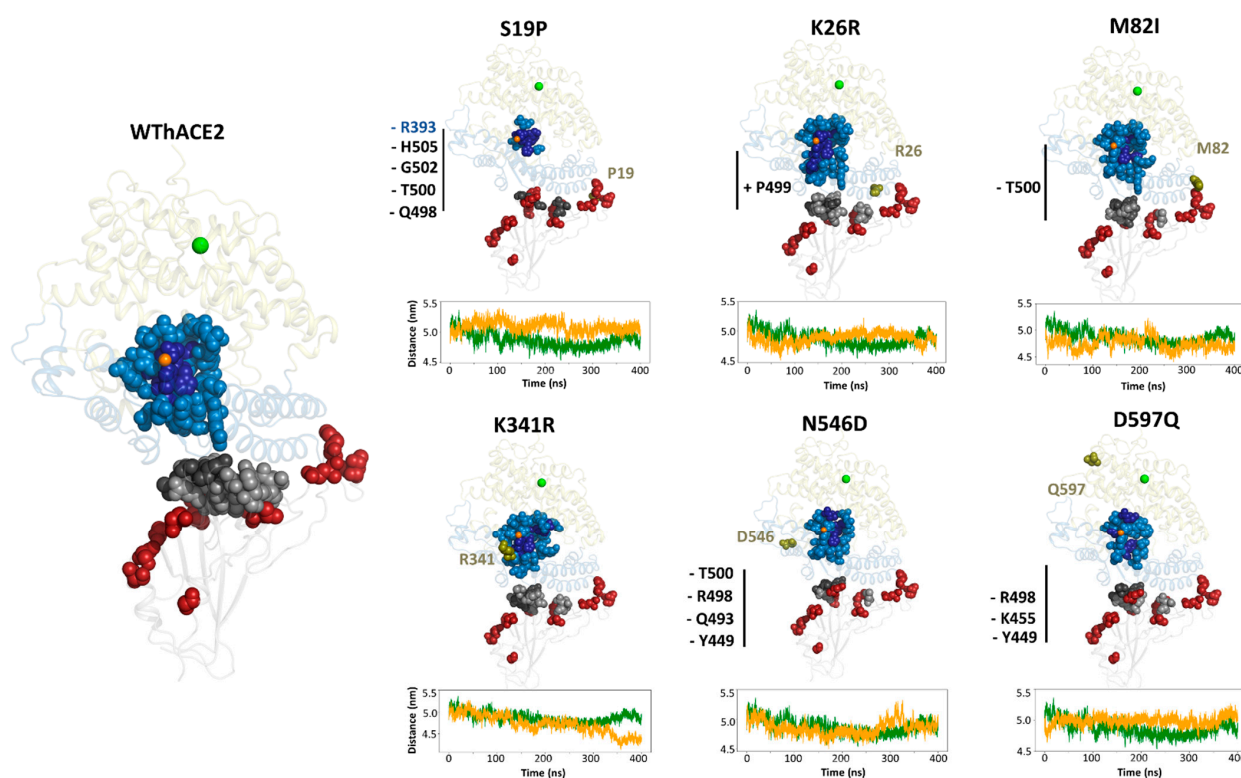 WThACE2
S19P
- R393
- H505
- G502
- T500
- Q498
P19
Distance (nm)
5.5
5.0
4.5
0
100
200
300
400
Time (ns)
K26R
+ P499
R26
5.5
5.0
4.5
0
100
200
300
400
Time (ns)
M82I
- T500
M82
5.5
5.0
4.5
0
100
200
300
400
Time (ns)
K341R
R341
Distance (nm)
5.5
5.0
4.5
0
100
200
300
400
Time (ns)
N546D
D546
- T500
- R498
- Q493
- Y449
5.5
5.0
4.5
0
100
200
300
400
Time (ns)
D597Q
Q597
- R498
- K455
- Y449
5.5
5.0
4.5
0
100
200
300
400
Time (ns)